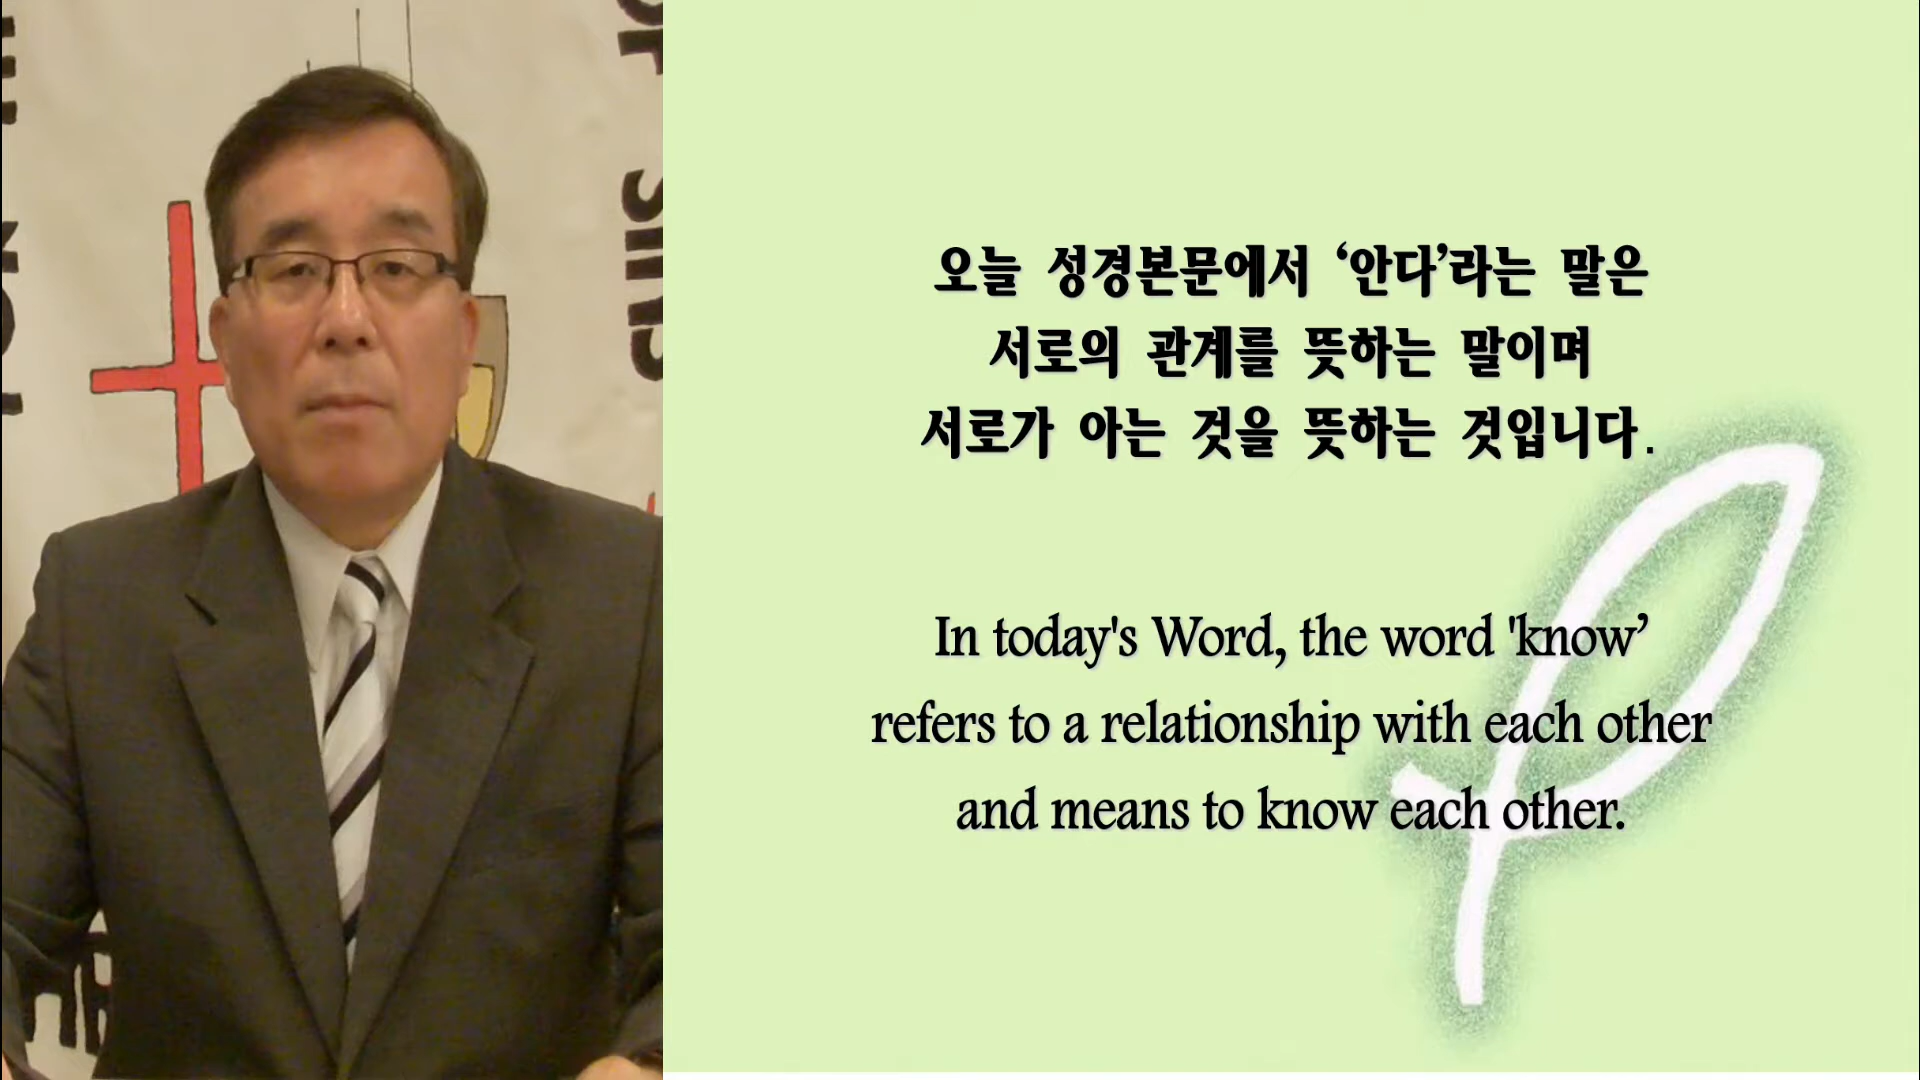 오늘 성경본문에서 ‘안다’라는 말은
서로의 관계를 뜻하는 말이며
서로가 아는 것을 뜻하는 것입니다.
In today's Word, the word 'know’
refers to a relationship with each other
and means to know each other.
OF
SINS